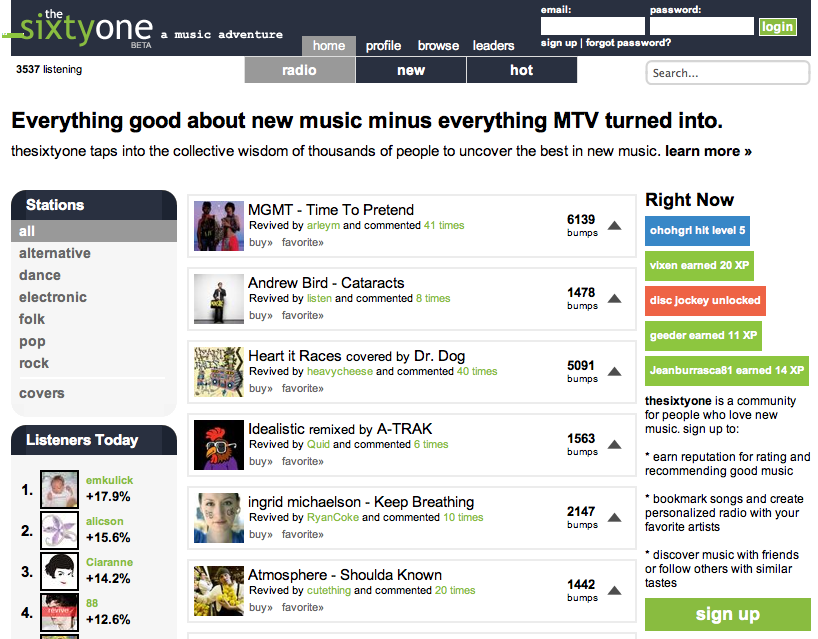 the
sixtyone
BETA
a music adventure
email:
password:
login
sign up | forgot password?
home
profile
browse
leaders
3537 listening
radio
new
hot
Search...
Everything good about new music minus everything MTV turned into.
thesixtyone taps into the collective wisdom of thousands of people to uncover the best in new music. learn more »
Stations
all
alternative
dance
electronic
folk
pop
rock
covers
Listeners Today
1.
emkulick
+17.9%
2.
alicson
+15.6%
3.
Claranne
+14.2%
4.
revive
88
+12.6%
MGMT - Time To Pretend
Revived by arleym and commented 41 times
buy» favorite»
6139
bumps
Andrew Bird - Cataracts
Revived by listen and commented 8 times
buy» favorite»
1478
bumps
Heart it Races covered by Dr. Dog
Revived by heavycheese and commented 40 times
buy» favorite»
5091
bumps
Idealistic remixed by A-TRAK
Revived by Quid and commented 6 times
buy» favorite»
1563
bumps
ingrid michaelson - Keep Breathing
Revived by RyanCoke and commented 10 times
buy» favorite»
2147
bumps
Atmosphere - Shoulda Known
Revived by cutething and commented 20 times
buy» favorite»
1442
bumps
Right Now
ohohgrl hit level 5
vixen earned 20 XP
disc jockey unlocked
geeder earned 11 XP
Jeanburrasca81 earned 14 XP
thesixtyone is a community
for people who love new
music. sign up to:
* earn reputation for rating and
recommending good music
* bookmark songs and create
personalized radio with your
favorite artists
* discover music with friends
or follow others with similar
tastes
sign up